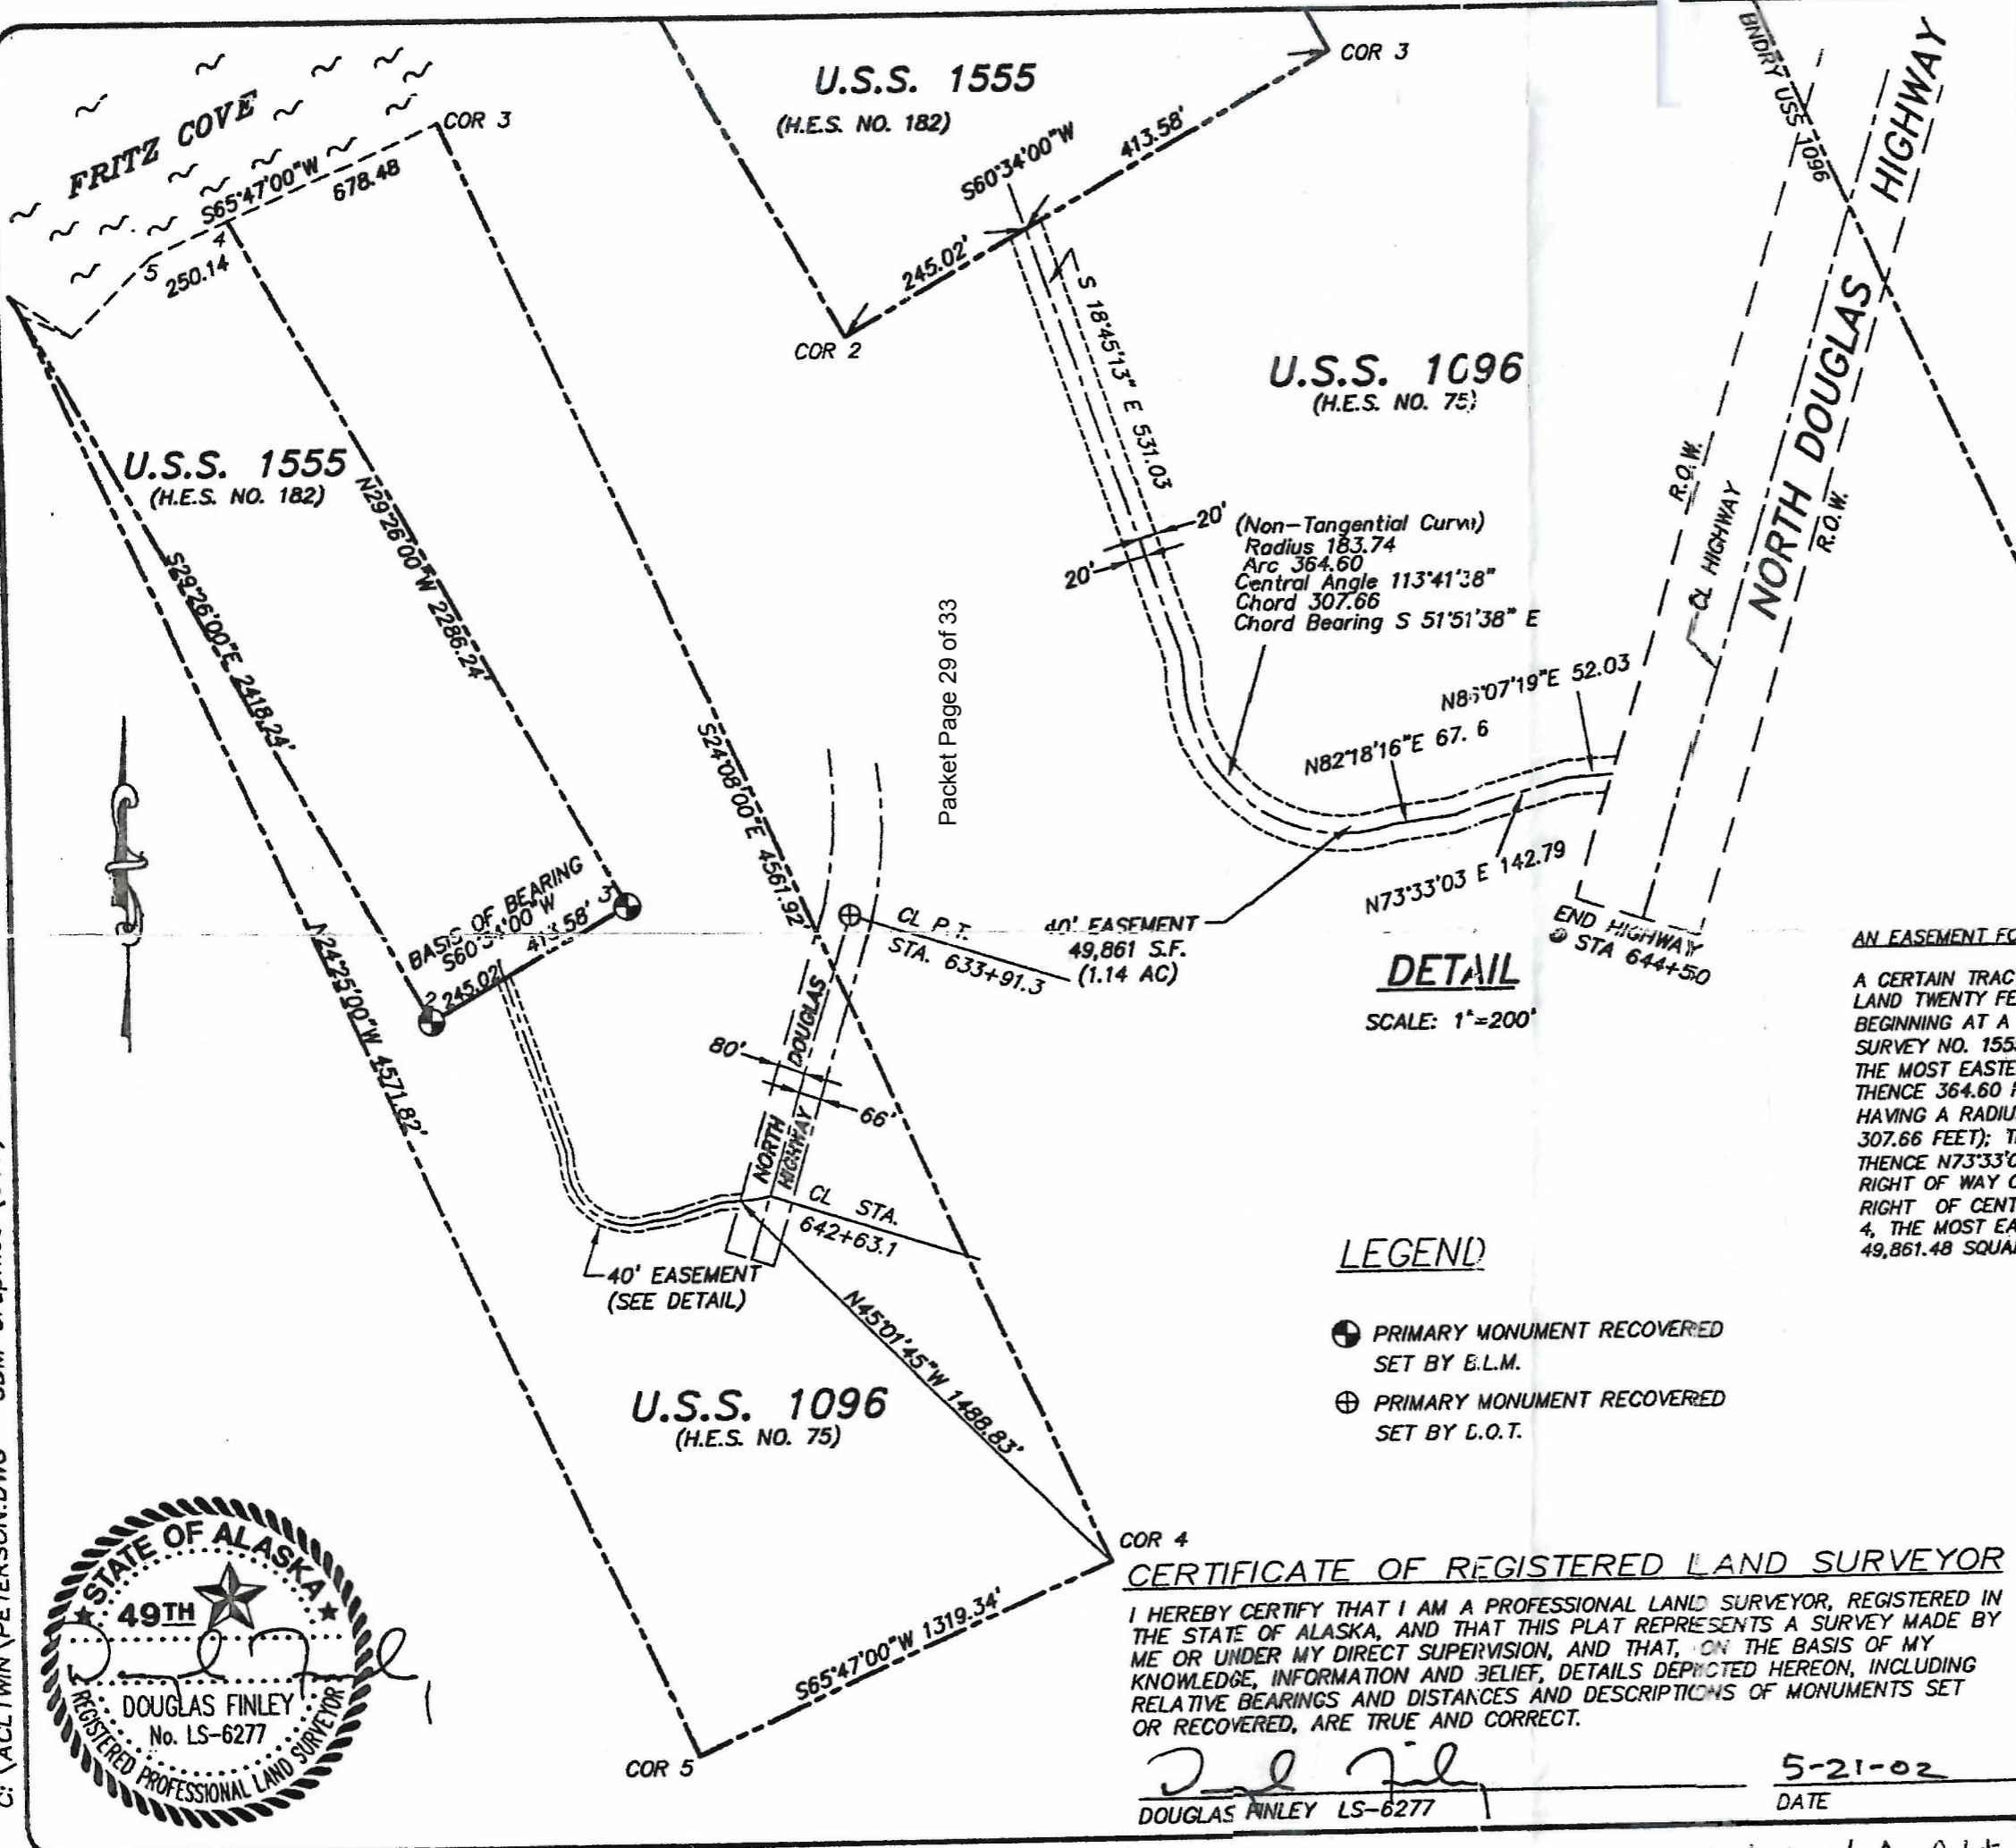 FRITZ COVE
COR 3
S65°47'00"W
678.48
4
5
250.14
U.S.S. 1555
(H.E.S. NO. 182)
N29°26'00"W 2286.24'
S29°26'00"E 2418.24'
S24°08'00"E 4561.92'
N24°25'00"W 4571.82'
BASIS OF BEARING
S60°34'00"W
413.58'
3
2
245.02
U.S.S. 1555
(H.E.S. NO. 182)
COR 3
413.58'
S60°34'00"W
245.02'
COR 2
S 18°45'13" E 531.03
U.S.S. 1096
(H.E.S. NO. 75)
20'
20'
(Non-Tangential Curve)
Radius 183.74
Arc 364.60
Central Angle 113°41'38"
Chord 307.66
Chord Bearing S 51°51'38" E
N86°07'19"E 52.03
N82°18'16"E 67. 6
N73°33'03 E 142.79
BNDRY USS 1096
R.O.W.
CL HIGHWAY
NORTH DOUGLAS HIGHWAY
R.O.W.
END HIGHWAY
@ STA 644+50
Packet Page 29 of 33
CL P.T.
STA. 633+91.3
40' EASEMENT
49,861 S.F.
(1.14 AC)
DETAIL
SCALE: 1"=200'
80'
66'
NORTH DOUGLAS
HIGHWAY
CL STA.
642+63.1
40' EASEMENT
(SEE DETAIL)
N45°01'45"W 1488.83'
U.S.S. 1096
(H.E.S. NO. 75)
COR 4
S65°47'00"W 1319.34'
COR 5
AN EASEMENT FO
A CERTAIN TRAC
LAND TWENTY FE
BEGINNING AT A
SURVEY NO. 155
THE MOST EASTE
THENCE 364.60
HAVING A RADIU
307.66 FEET); T
THENCE N73°33'0
RIGHT OF WAY
RIGHT OF CENT
4, THE MOST EA
49,861.48 SQUA
LEGEND
PRIMARY MONUMENT RECOVERED
SET BY B.L.M.
PRIMARY MONUMENT RECOVERED
SET BY D.O.T.
STATE OF ALASKA
49TH
DOUGLAS FINLEY
No. LS-6277
REGISTERED PROFESSIONAL LAND SURVEYOR
CERTIFICATE OF REGISTERED LAND SURVEYOR
I HEREBY CERTIFY THAT I AM A PROFESSIONAL LAND SURVEYOR, REGISTERED IN
THE STATE OF ALASKA, AND THAT THIS PLAT REPRESENTS A SURVEY MADE BY
ME OR UNDER MY DIRECT SUPERVISION, AND THAT, ON THE BASIS OF MY
KNOWLEDGE, INFORMATION AND BELIEF, DETAILS DEPICTED HEREON, INCLUDING
RELATIVE BEARINGS AND DISTANCES AND DESCRIPTIONS OF MONUMENTS SET
OR RECOVERED, ARE TRUE AND CORRECT.
5-21-02
DOUGLAS FINLEY LS-6277
DATE